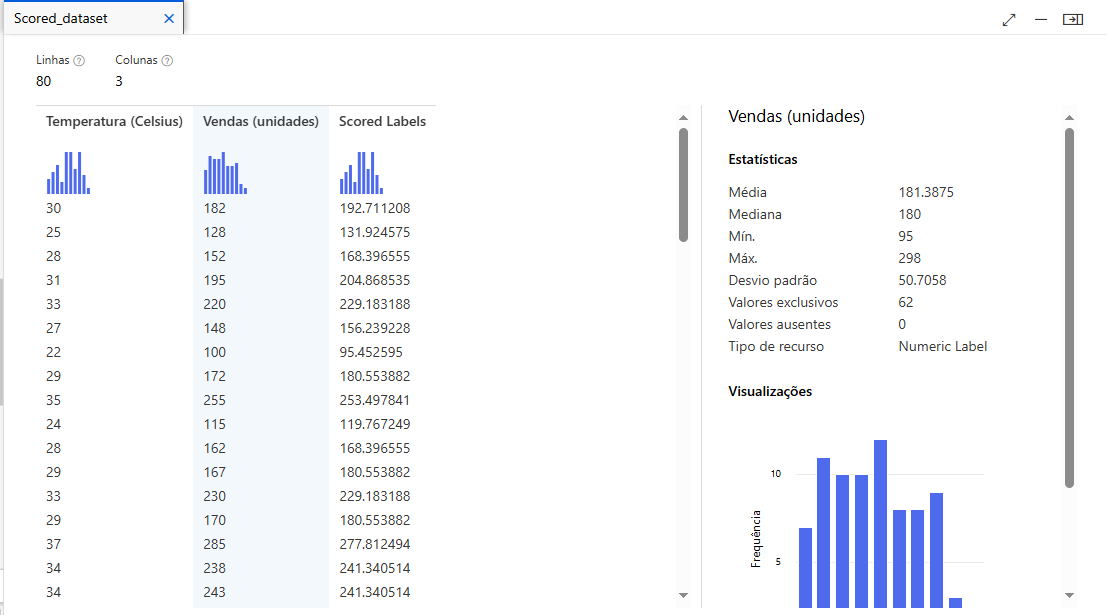 Scored_dataset
Linhas Colunas
80 3
Temperatura (Celsius) Vendas (unidades) Scored Labels
30 182 192.711208
25 128 131.924575
28 152 168.396555
31 195 204.868535
33 220 229.183188
27 148 156.239228
22 100 95.452595
29 172 180.553882
35 255 253.497841
24 115 119.767249
28 162 168.396555
29 167 180.553882
33 230 229.183188
29 170 180.553882
37 285 277.812494
34 238 241.340514
34 243 241.340514
Vendas (unidades)
Estatísticas
Média 181.3875
Mediana 180
Mín. 95
Máx. 298
Desvio padrão 50.7058
Valores exclusivos 62
Valores ausentes 0
Tipo de recurso Numeric Label
Visualizações
10
5
Frequência